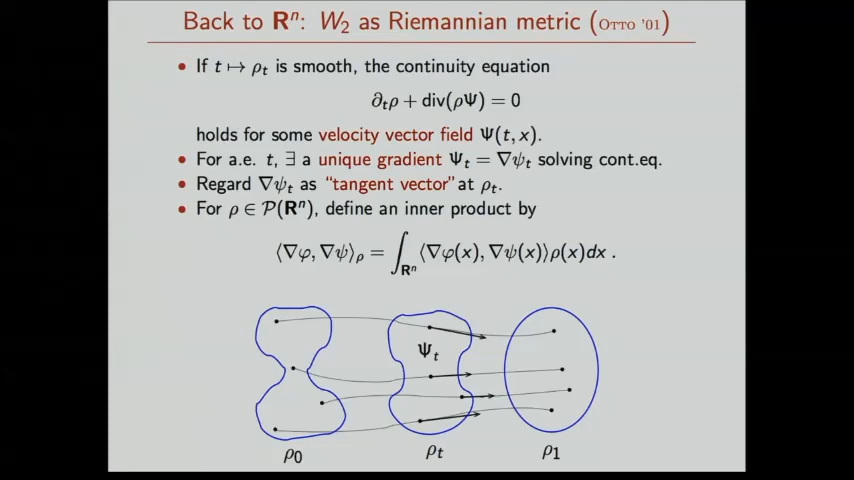 Back to Rⁿ: W₂ as Riemannian metric (OTTO '01)
• If t ↦ ρₜ is smooth, the continuity equation
∂ₜρ + div(ρΨ) = 0
holds for some velocity vector field Ψ(t, x).
• For a.e. t, ∃ a unique gradient Ψₜ = ∇ψₜ solving cont.eq.
• Regard ∇ψₜ as “tangent vector” at ρₜ.
• For ρ ∈ 𝒫(Rⁿ), define an inner product by
⟨∇φ, ∇ψ⟩_ρ = ∫_Rⁿ ⟨∇φ(x), ∇ψ(x)⟩ρ(x)dx .
Ψₜ
ρ₀ ρₜ ρ₁